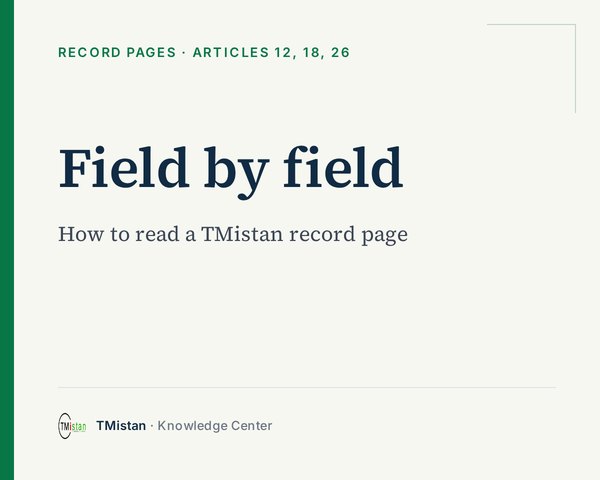 RECORD PAGES · ARTICLES 12, 18, 26
Field by field
How to read a TMistan record page
TMistan
TMistan · Knowledge Center